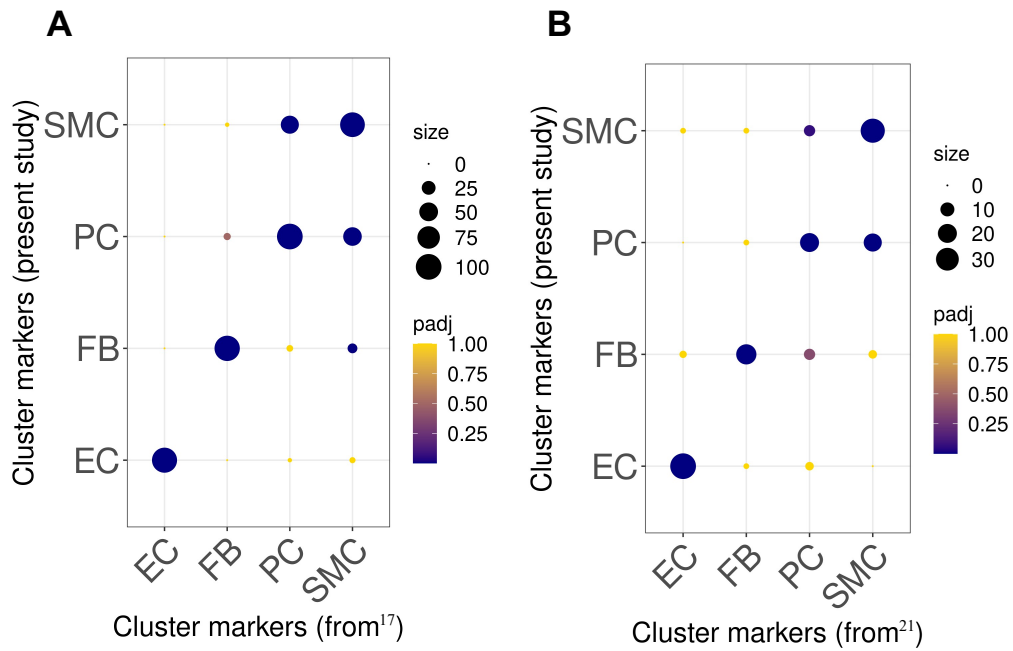 A
Cluster markers (present study)
SMC
PC
FB
EC
EC
FB
PC
SMC
Cluster markers (from17)
size
0
25
50
75
100
padj
1.00
0.75
0.50
0.25
B
Cluster markers (present study)
SMC
PC
FB
EC
EC
FB
PC
SMC
Cluster markers (from21)
size
0
10
20
30
padj
1.00
0.75
0.50
0.25